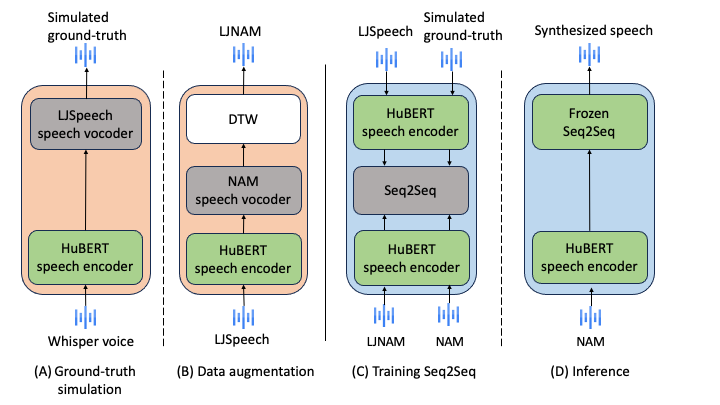 Simulated
ground-truth
LJSpeech
speech vocoder
HuBERT
speech encoder
Whisper voice
(A) Ground-truth
simulation
LJNAM
DTW
NAM
speech vocoder
HuBERT
speech encoder
LJSpeech
(B) Data augmentation
LJSpeech
Simulated
ground-truth
HuBERT
speech encoder
Seq2Seq
HuBERT
speech encoder
LJNAM
NAM
(C) Training Seq2Seq
Synthesized speech
Frozen
Seq2Seq
HuBERT
speech encoder
NAM
(D) Inference